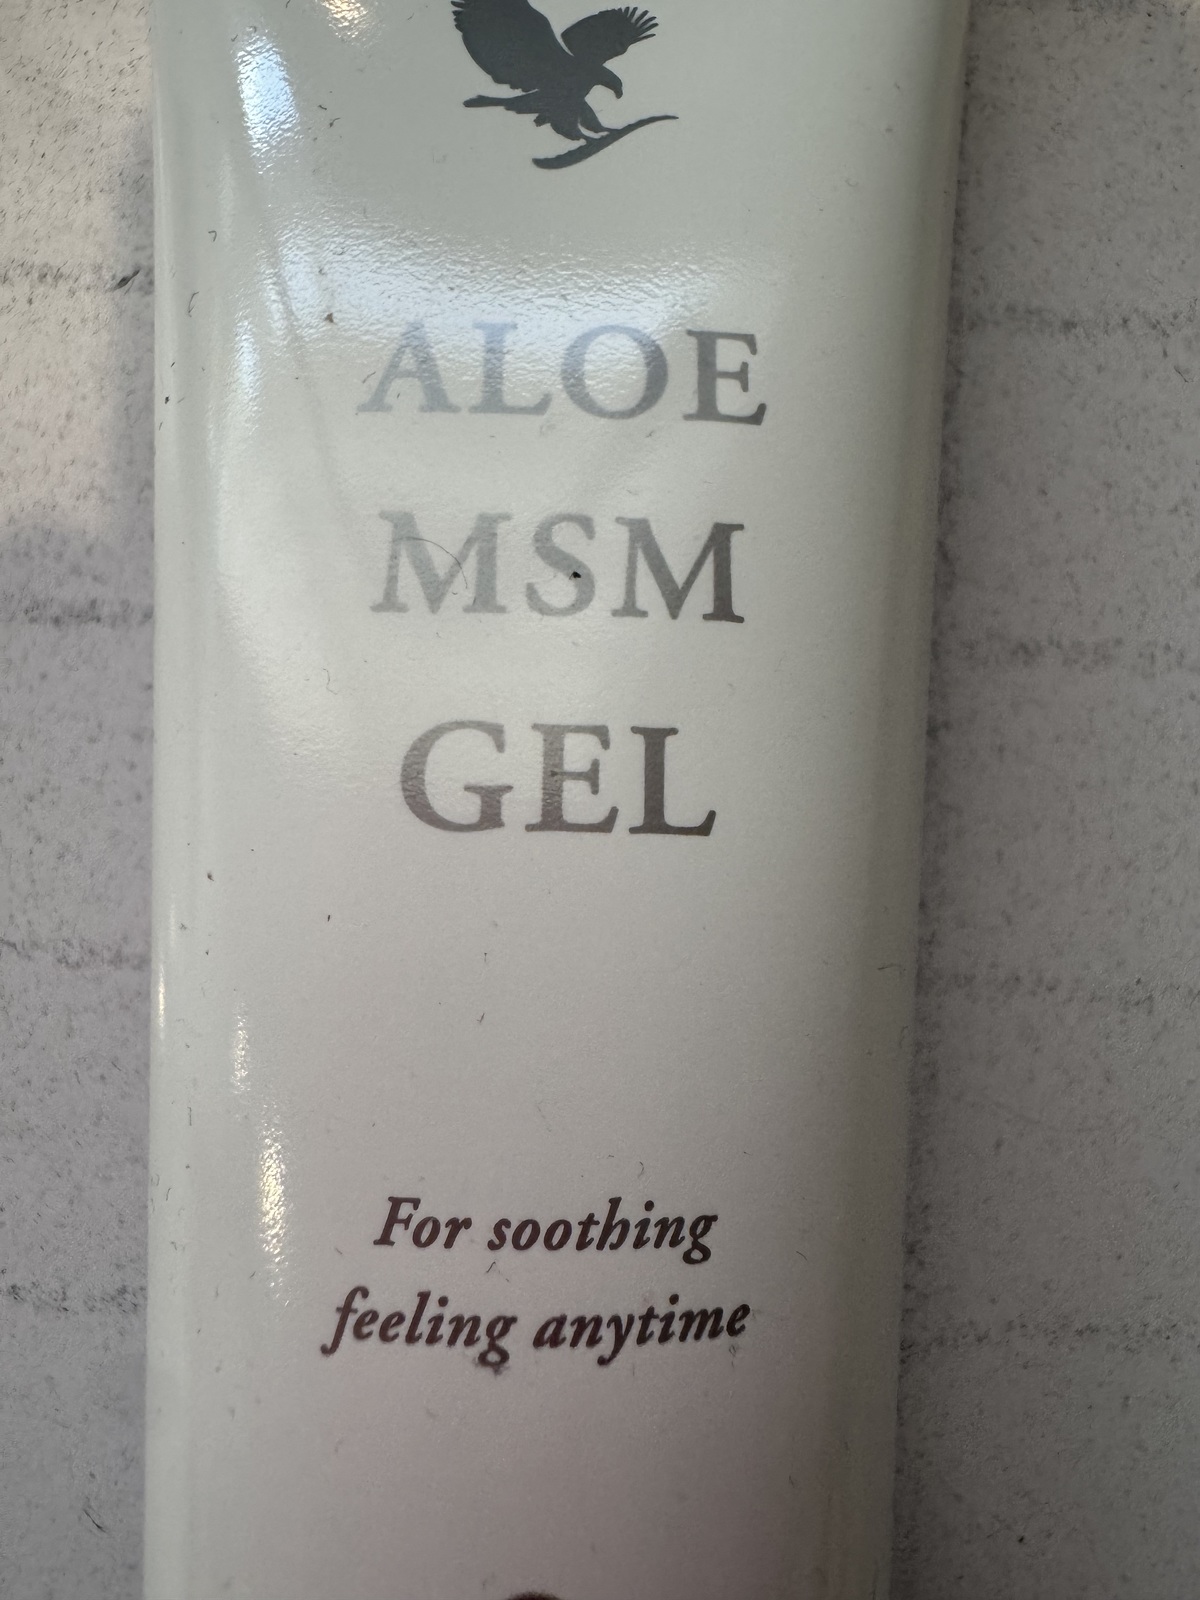 ALOE
MSM
GEL
For soothing
feeling anytime